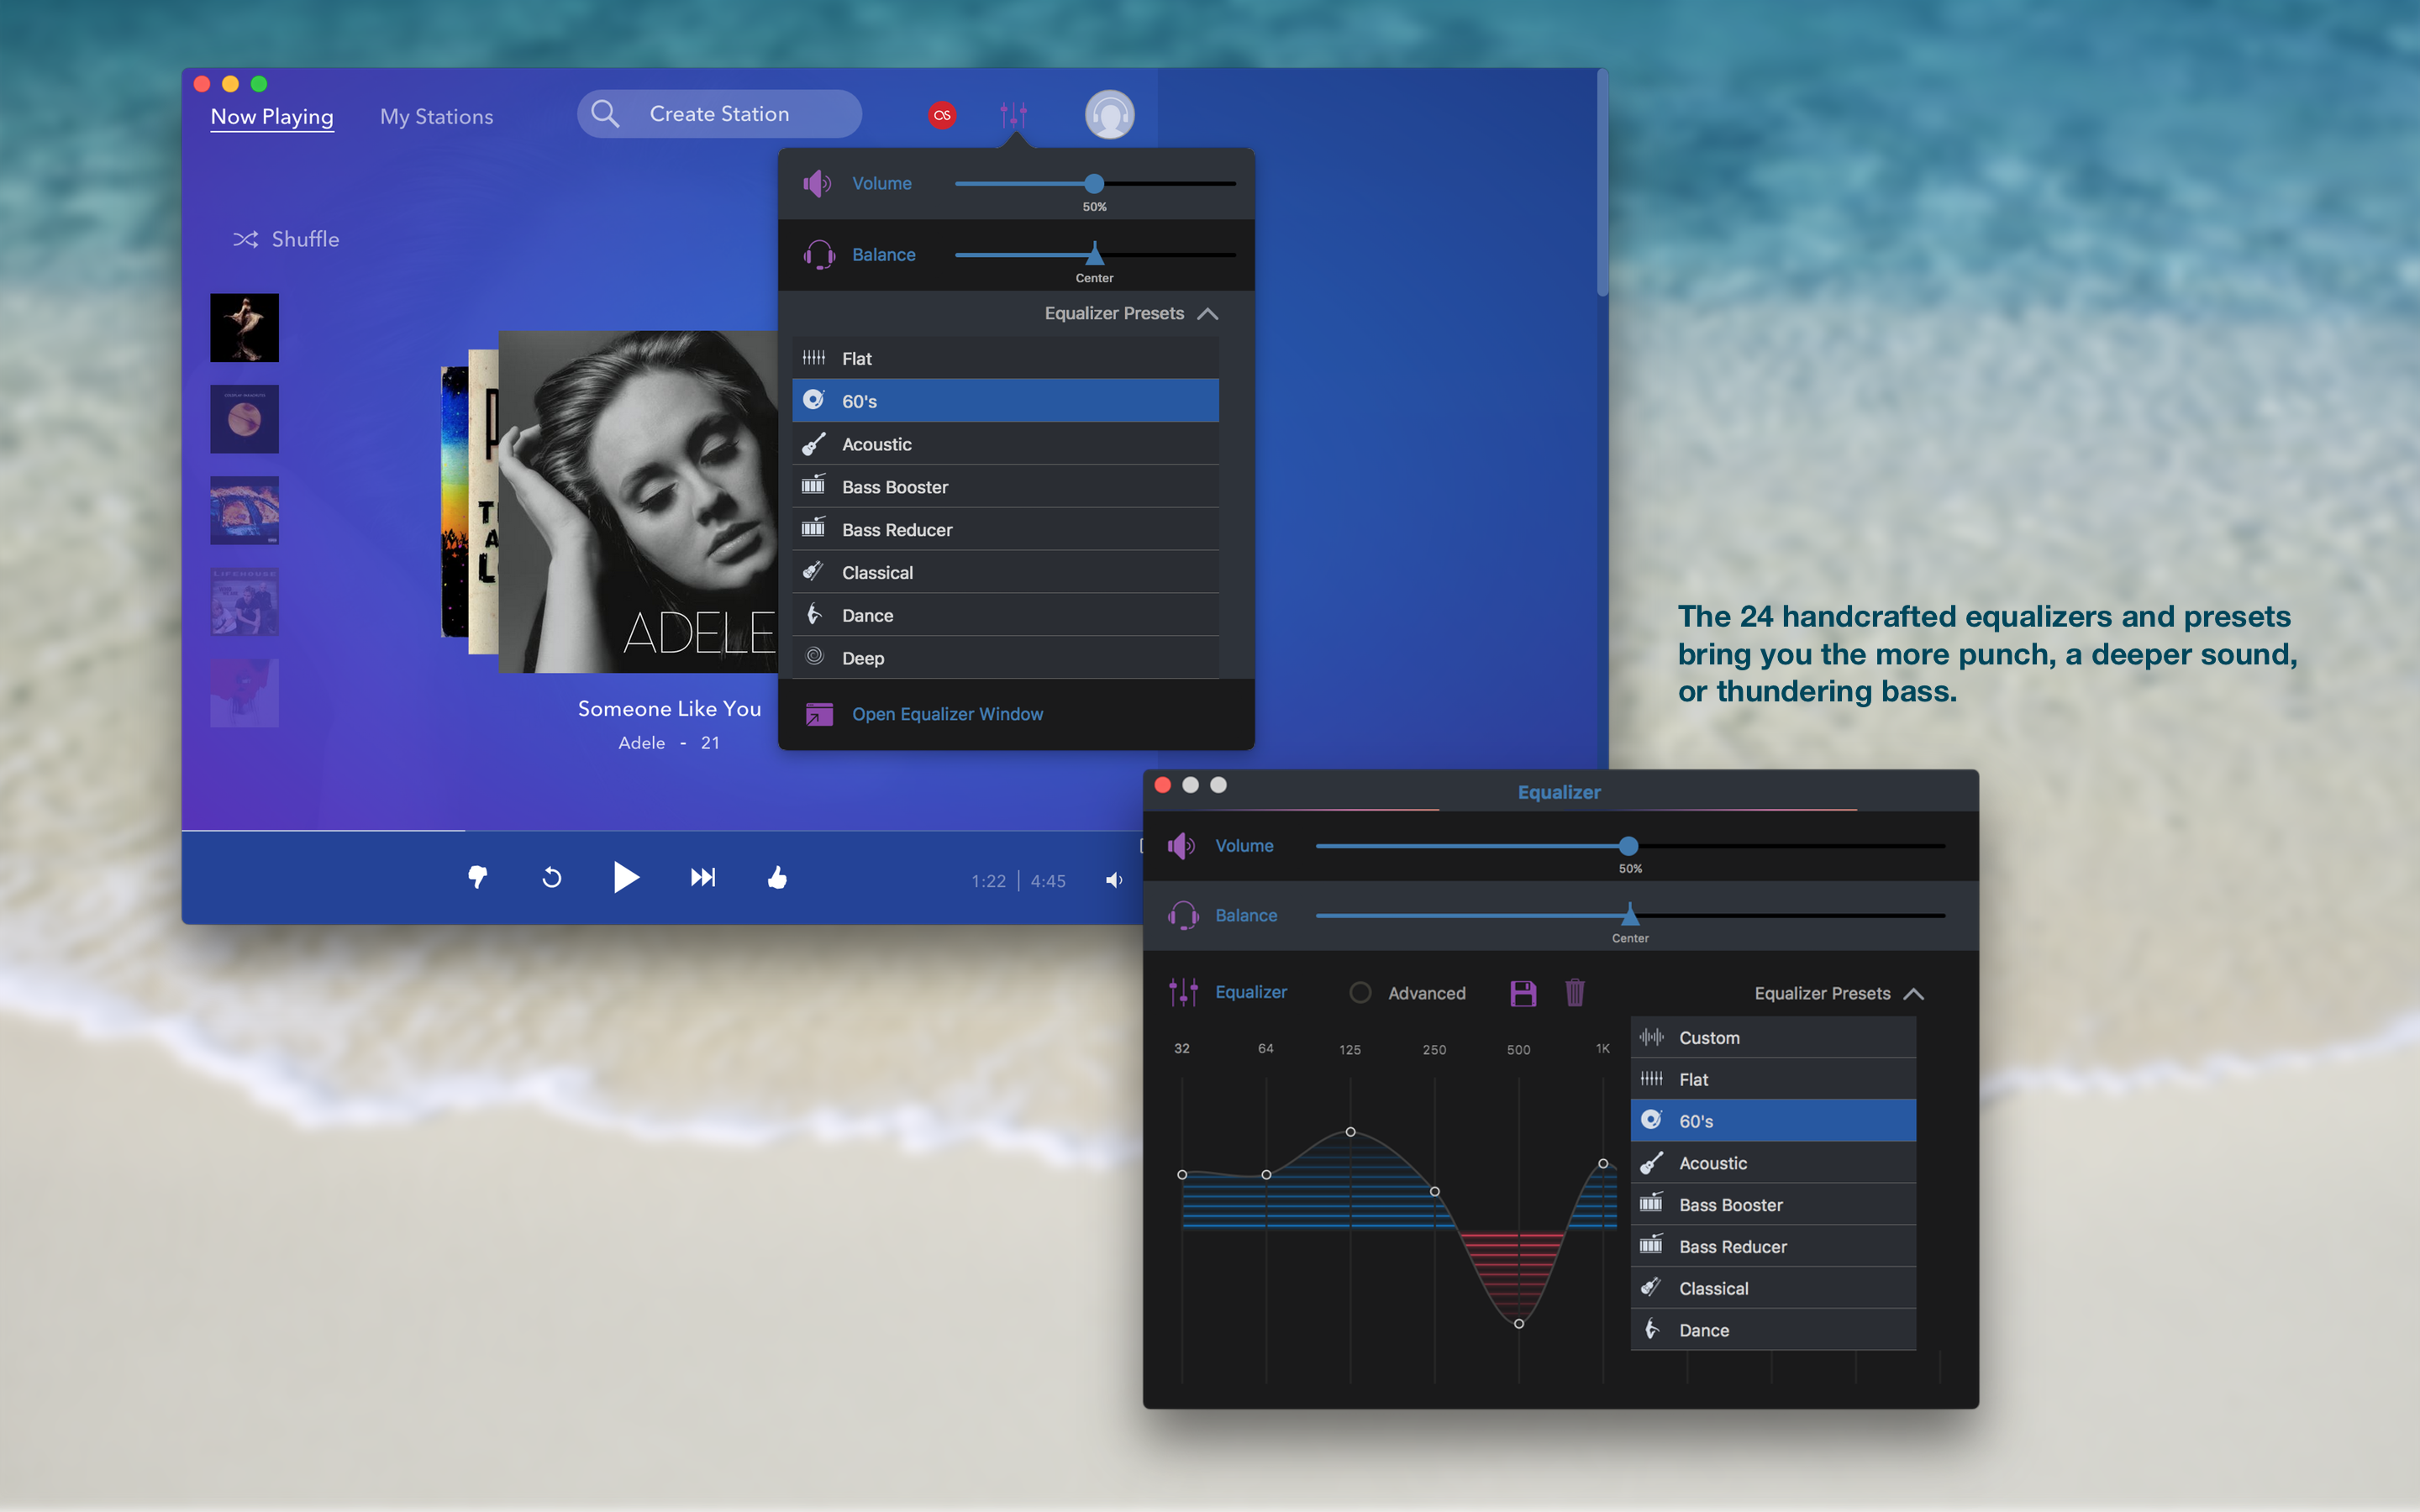 Now Playing
My Stations
Create Station
Volume
50%
Balance
Center
Shuffle
Equalizer Presets
Flat
60's
Acoustic
Bass Booster
Bass Reducer
Classical
Dance
Deep
Open Equalizer Window
LIFEHOUSE
ADELE
Someone Like You
Adele - 21
1:22 | 4:45
The 24 handcrafted equalizers and presets
bring you the more punch, a deeper sound,
or thundering bass.
Equalizer
Volume
50%
Balance
Center
Equalizer
Advanced
Equalizer Presets
32 64 125 250 500 1K
Custom
Flat
60's
Acoustic
Bass Booster
Bass Reducer
Classical
Dance